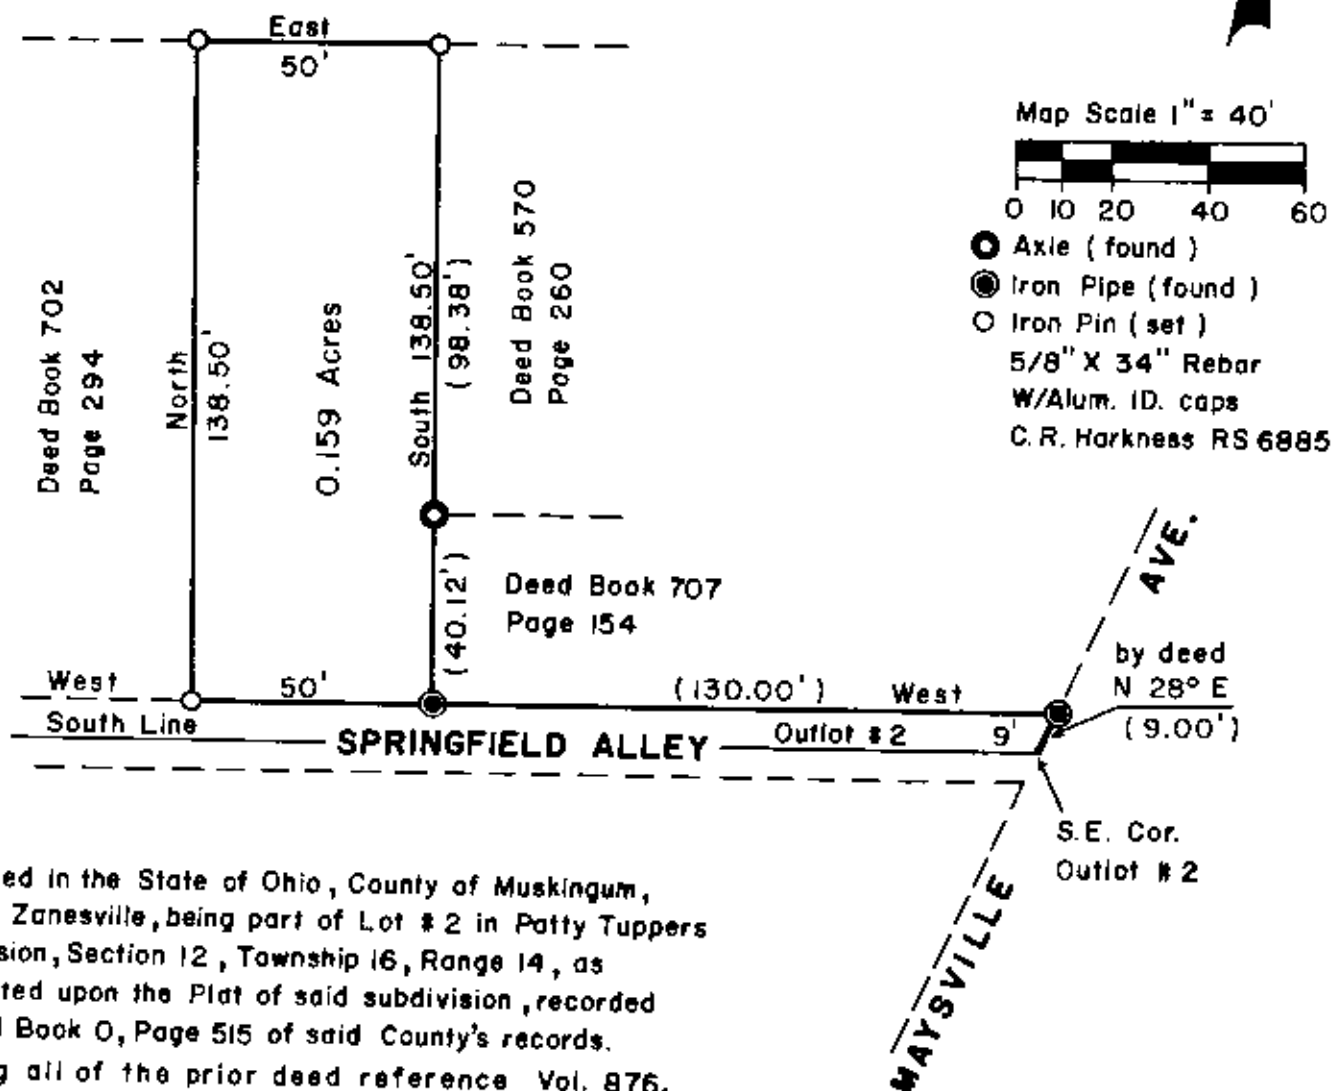 East
50'
Map Scale 1" = 40'
0 10 20 40 60
Axle ( found )
Iron Pipe ( found )
Iron Pin ( set )
5/8" X 34" Rebar
W/Alum. ID. caps
C. R. Harkness RS 6885
Deed Book 702
Page 294
North
138.50'
0.159 Acres
South 138.50'
(98.38')
Deed Book 570
Page 260
(40.12')
Deed Book 707
Page 154
AVE.
by deed
N 28° E
(9.00')
West
50'
(130.00') West
South Line
SPRINGFIELD ALLEY
Outlot # 2
9'
S.E. Cor.
Outlot # 2
MAYSVILLE
ed in the State of Ohio, County of Muskingum,
Zanesville, being part of Lot # 2 in Patty Tuppers
sion, Section 12, Township 16, Range 14, as
ted upon the Plat of said subdivision, recorded
Book O, Page 515 of said County's records.
g all of the prior deed reference Vol. 876,